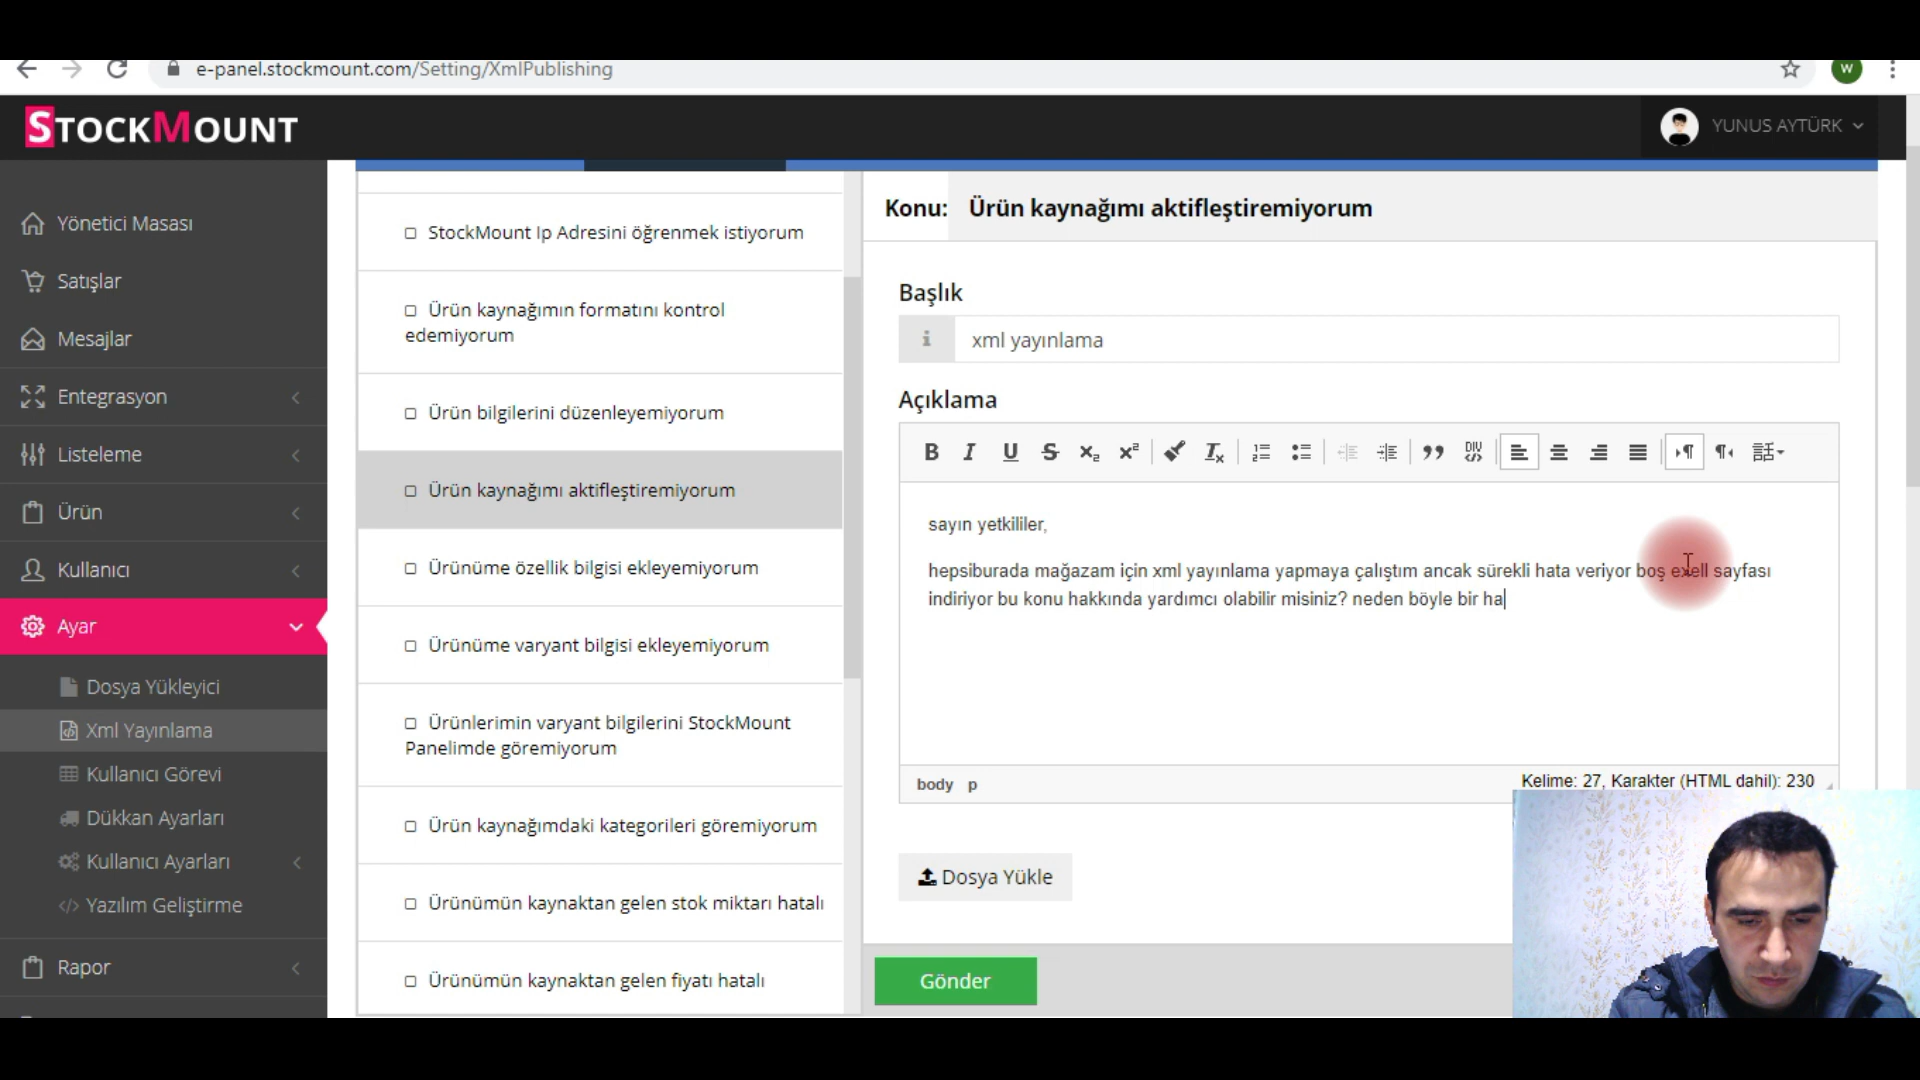 e-panel.stockmount.com/Setting/XmlPublishing
W
STOCKMOUNT
YUNUS AYTÜRK
Yönetici Masası
Satışlar
Mesajlar
Entegrasyon
Listeleme
Ürün
Kullanıcı
Ayar
Dosya Yükleyici
Xml Yayınlama
Kullanıcı Görevi
Dükkan Ayarları
Kullanıcı Ayarları
Yazılım Geliştirme
Rapor
StockMount Ip Adresini öğrenmek istiyorum
Ürün kaynağımın formatını kontrol
edemiyorum
Ürün bilgilerini düzenleyemiyorum
Ürün kaynağımı aktifleştiremiyorum
Ürünüme özellik bilgisi ekleyemiyorum
Ürünüme varyant bilgisi ekleyemiyorum
Ürünlerimin varyant bilgilerini StockMount
Panelimde göremiyorum
Ürün kaynağımdaki kategorileri göremiyorum
Ürünümün kaynaktan gelen stok miktarı hatalı
Ürünümün kaynaktan gelen fiyatı hatalı
Konu: Ürün kaynağımı aktifleştiremiyorum
Başlık
xml yayınlama
Açıklama
sayın yetkililer,
hepsiburada mağazam için xml yayınlama yapmaya çalıştım ancak sürekli hata veriyor boş exell sayfası
indiriyor bu konu hakkında yardımcı olabilir misiniz? neden böyle bir ha
body p
Kelime: 27, Karakter (HTML dahil): 230
Dosya Yükle
Gönder